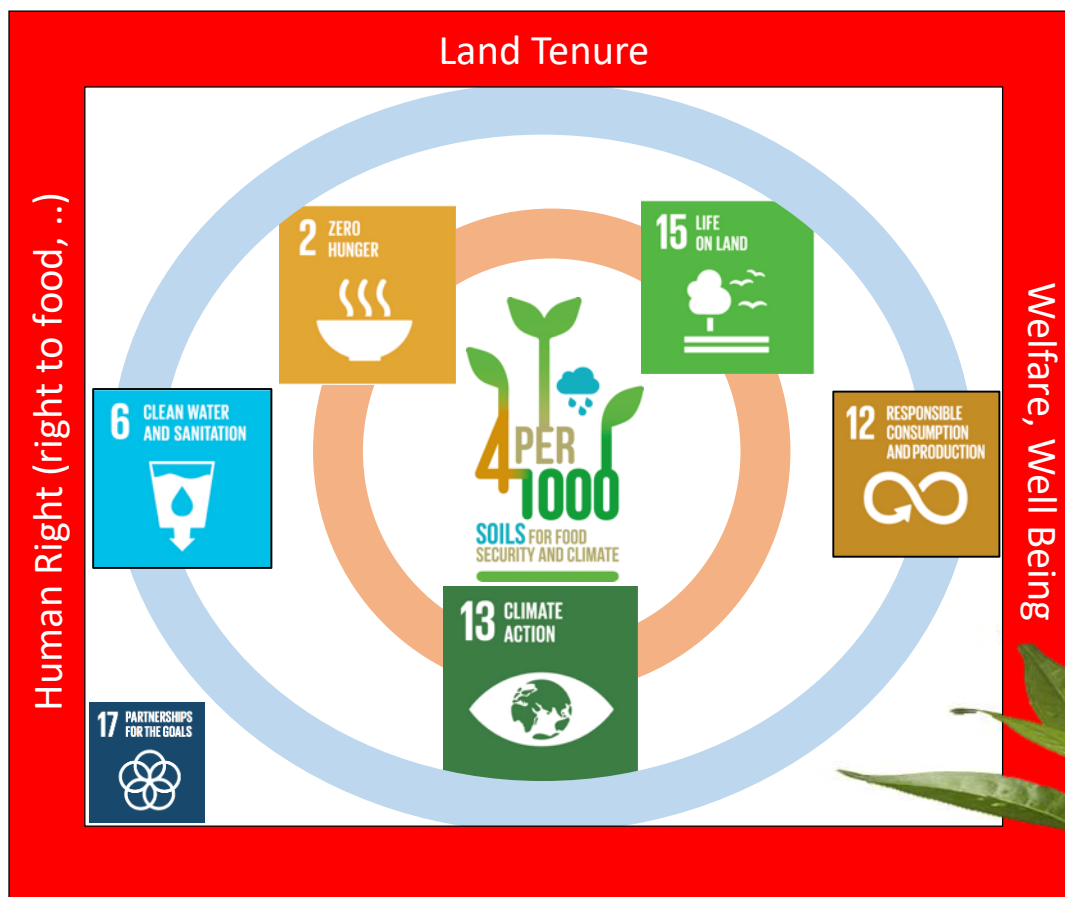 Land Tenure
Human Right (right to food, ..)
2 ZERO
HUNGER
15 LIFE
ON LAND
Welfare, Well Being
6 CLEAN WATER
AND SANITATION
4 PER
1000
SOILS FOR FOOD
SECURITY AND CLIMATE
12 RESPONSIBLE
CONSUMPTION
AND PRODUCTION
13 CLIMATE
ACTION
17 PARTNERSHIPS
FOR THE GOALS